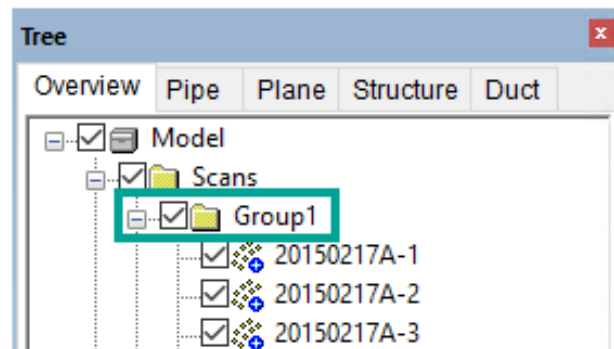 Tree x
Overview Pipe Plane Structure Duct
Model
Scans
Group1
20150217A-1
20150217A-2
20150217A-3